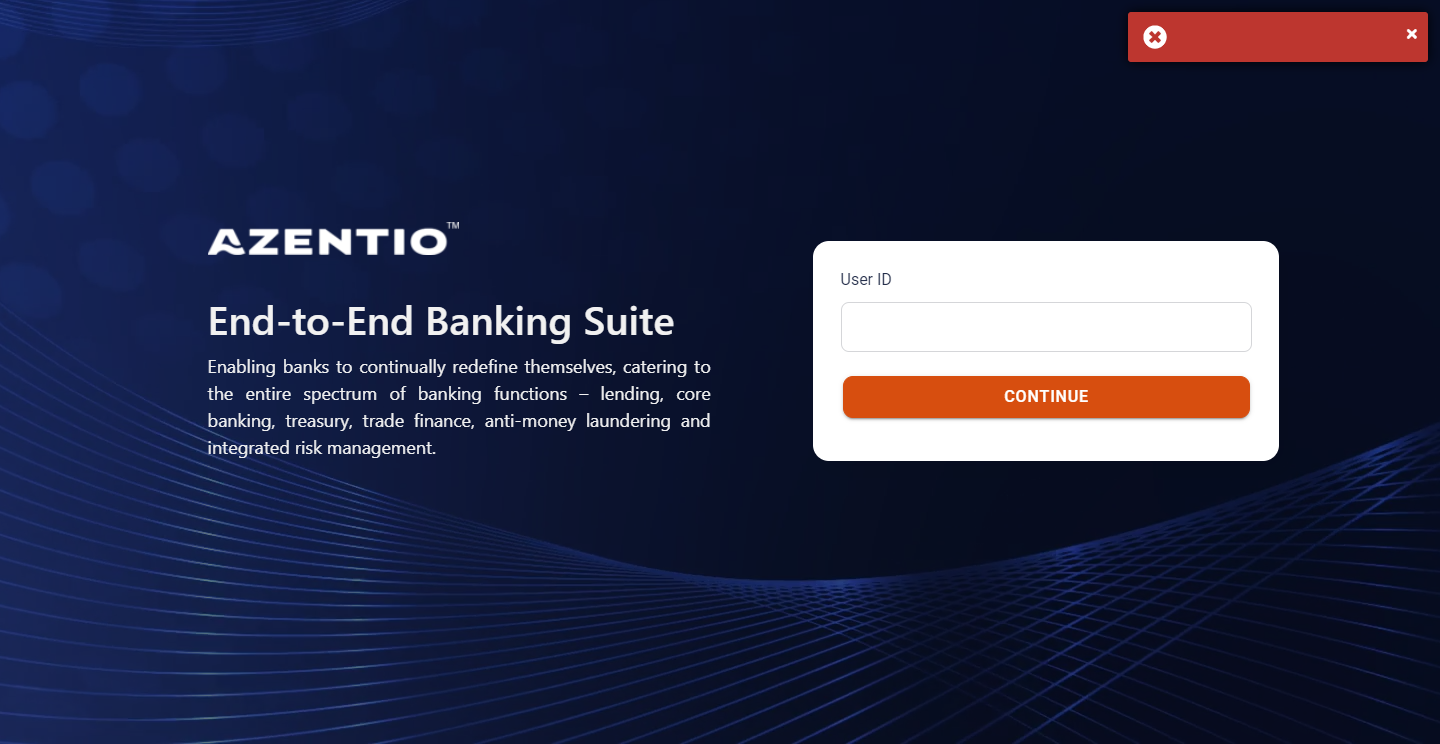 AZENTIO™
End-to-End Banking Suite
Enabling banks to continually redefine themselves, catering to
the entire spectrum of banking functions – lending, core
banking, treasury, trade finance, anti-money laundering and
integrated risk management.
User ID
CONTINUE